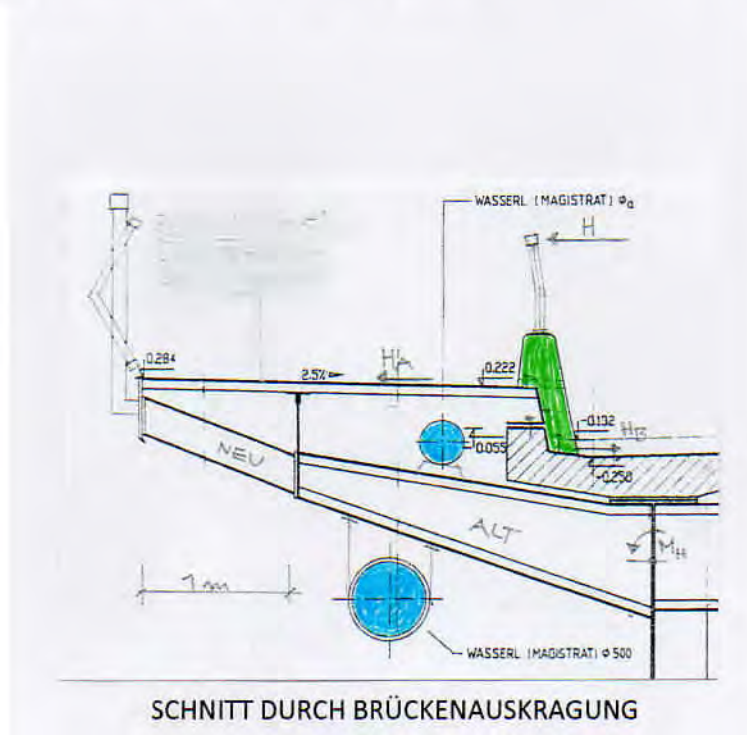 WASSERL (MAGISTRAT) Φa
H
0.284
2.5%
HA
0.222
-0.132
HB
0.055
-0.258
NEU
ALT
MH
1m
WASSERL (MAGISTRAT) Φ500
SCHNITT DURCH BRÜCKENAUSKRAGUNG